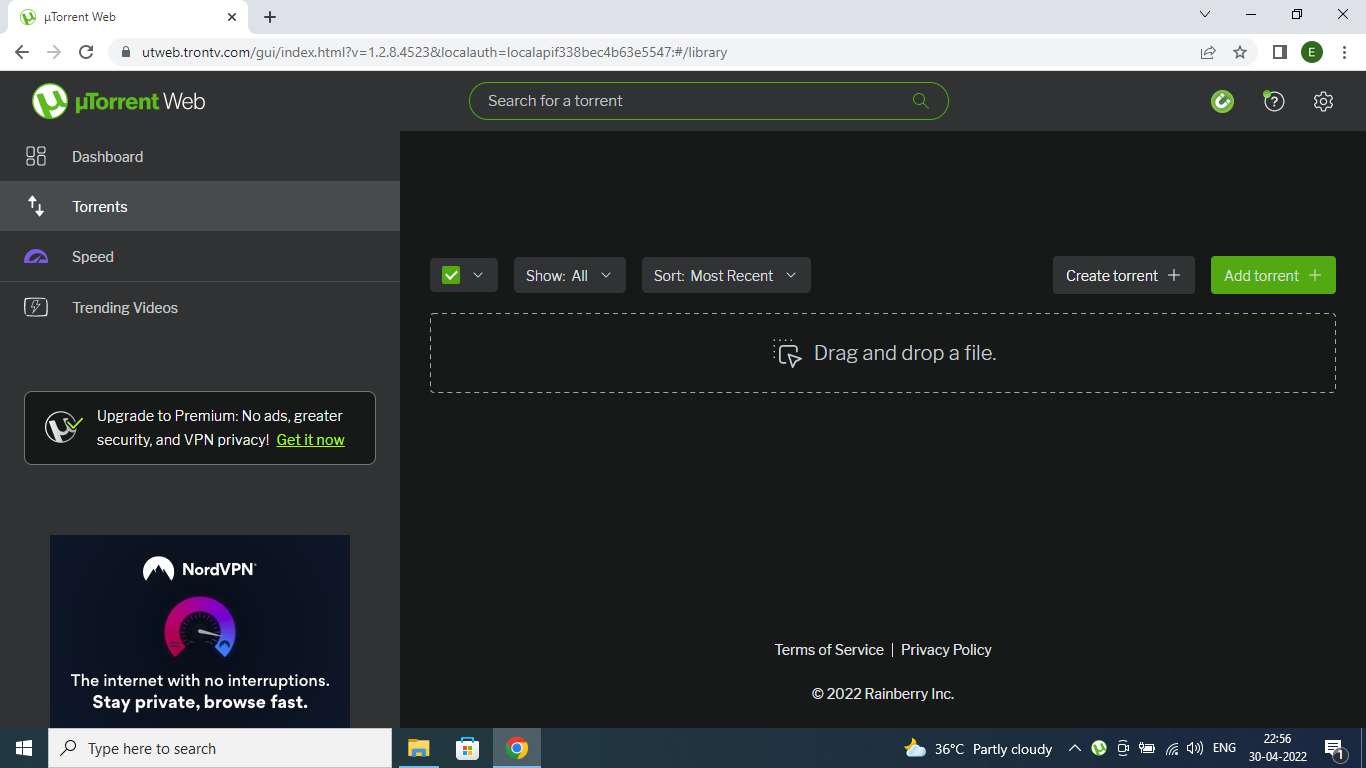 µTorrent Web
utweb.trontv.com/gui/index.html?v=1.2.8.4523&localauth=localapif338bec4b63e5547:#/library
E
µTorrent Web
Search for a torrent
Dashboard
Torrents
Speed
Trending Videos
Show: All
Sort: Most Recent
Create torrent
Add torrent
Drag and drop a file.
Upgrade to Premium: No ads, greater
security, and VPN privacy! Get it now
NordVPN
The internet with no interruptions.
Stay private, browse fast.
Terms of Service | Privacy Policy
© 2022 Rainberry Inc.
Type here to search
36°C Partly cloudy
ENG
22:56
30-04-2022
1